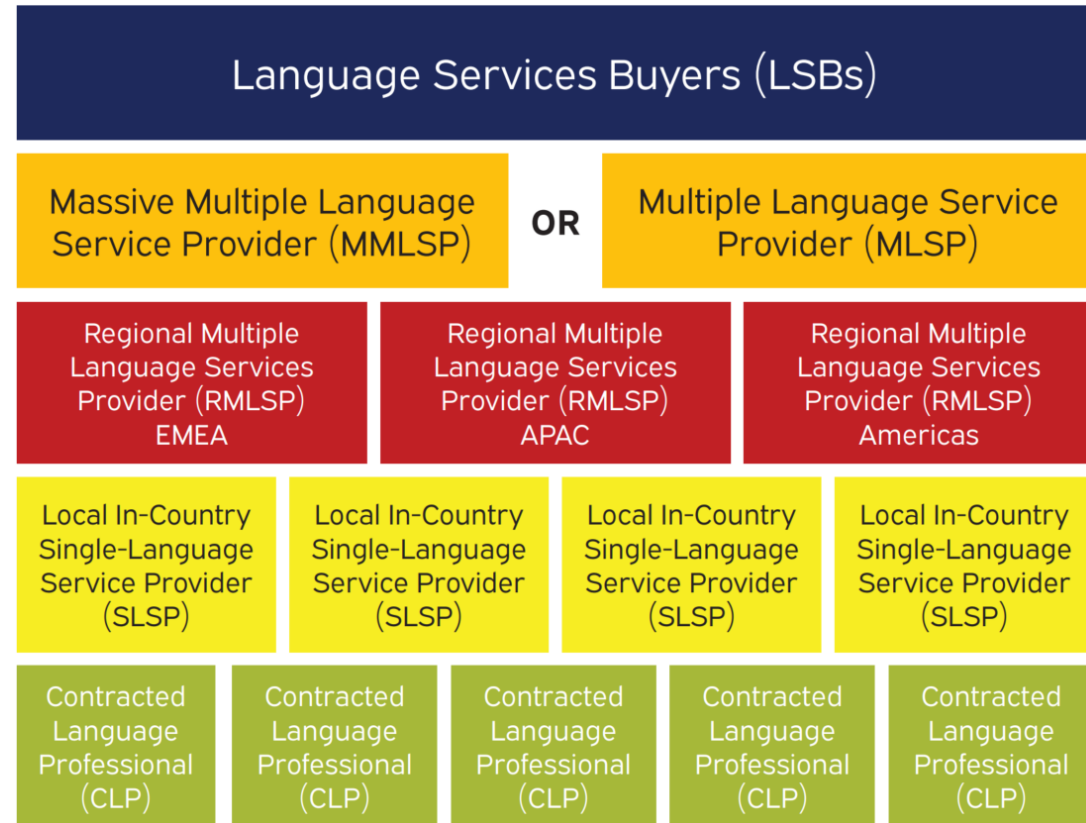 Language Services Buyers (LSBs)
Massive Multiple Language
Service Provider (MMLSP)
OR
Multiple Language Service
Provider (MLSP)
Regional Multiple
Language Services
Provider (RMLSP)
EMEA
Regional Multiple
Language Services
Provider (RMLSP)
APAC
Regional Multiple
Language Services
Provider (RMLSP)
Americas
Local In-Country
Single-Language
Service Provider
(SLSP)
Local In-Country
Single-Language
Service Provider
(SLSP)
Local In-Country
Single-Language
Service Provider
(SLSP)
Local In-Country
Single-Language
Service Provider
(SLSP)
Contracted
Language
Professional
(CLP)
Contracted
Language
Professional
(CLP)
Contracted
Language
Professional
(CLP)
Contracted
Language
Professional
(CLP)
Contracted
Language
Professional
(CLP)